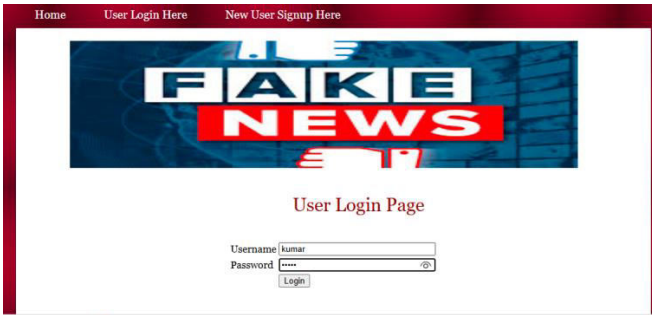 Home User Login Here New User Signup Here
FAKE
NEWS
User Login Page
Username kumar
Password •••••
Login